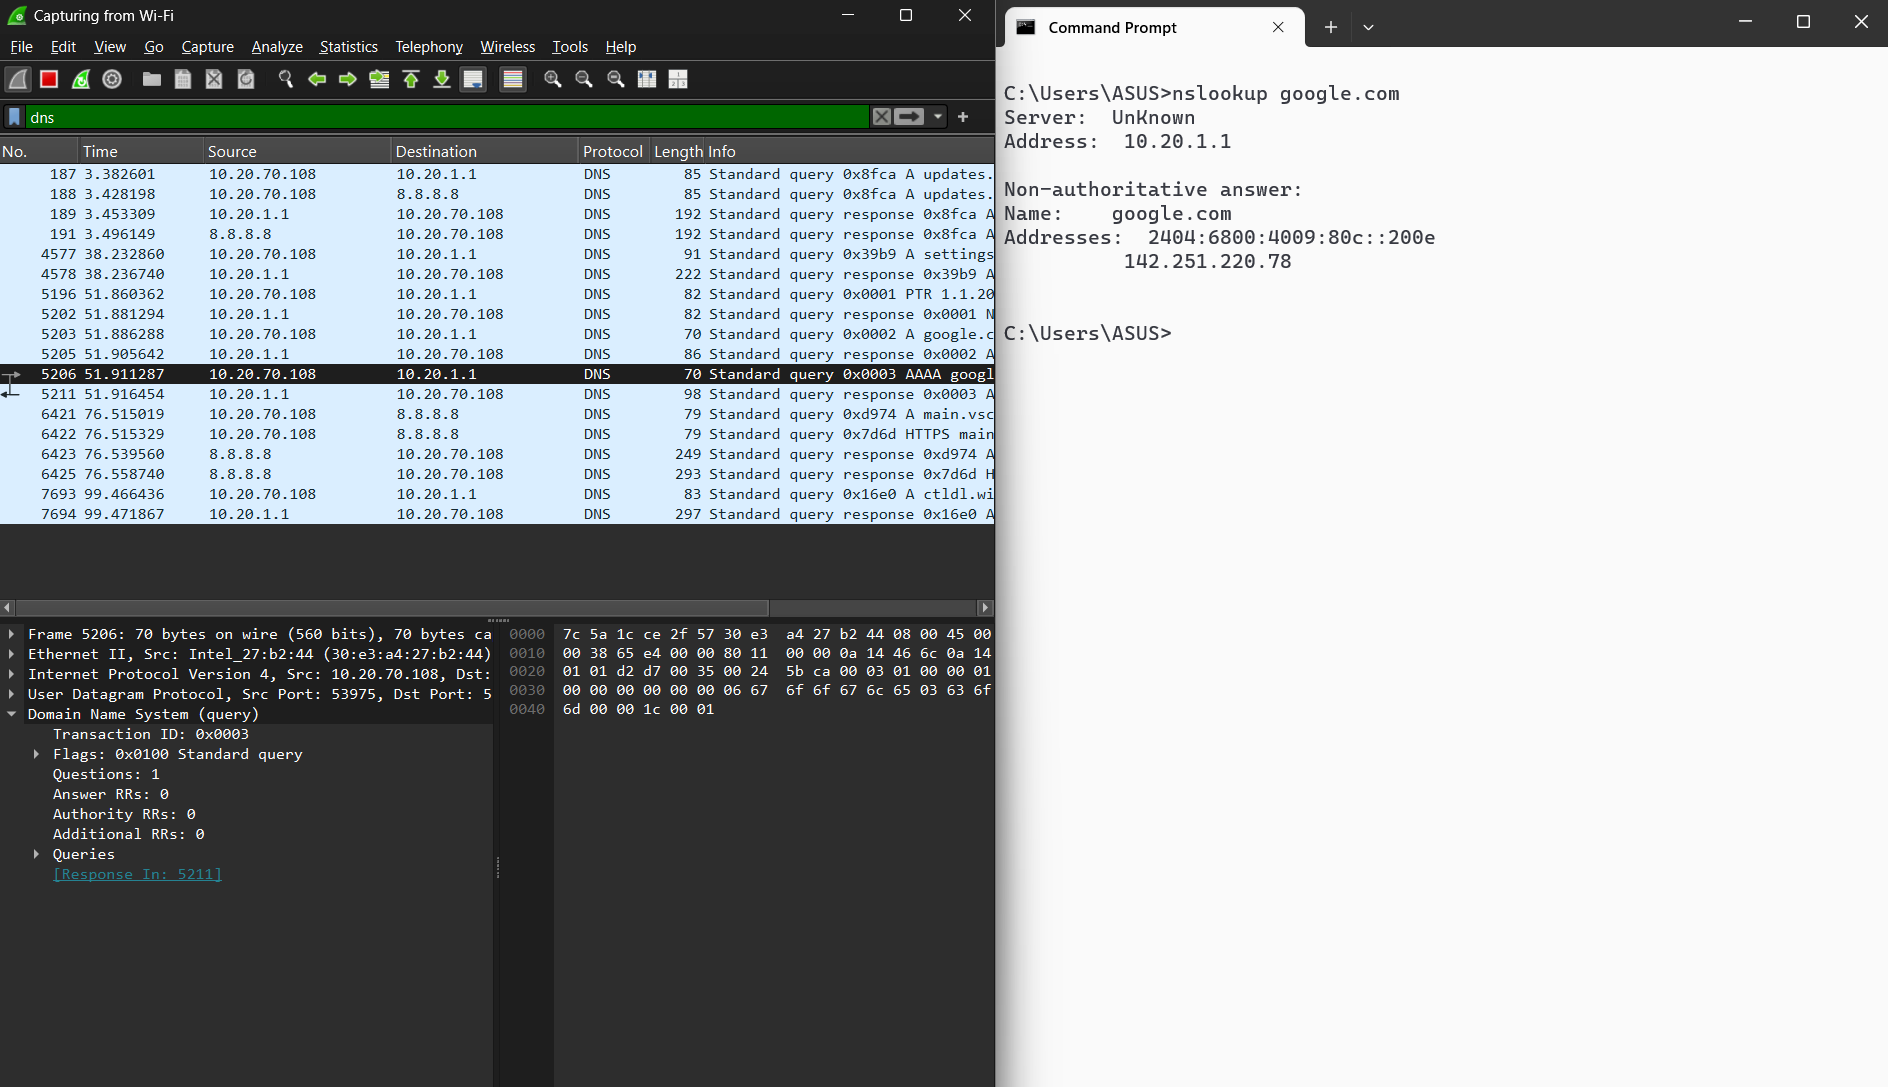 Capturing from Wi-Fi
File Edit View Go Capture Analyze Statistics Telephony Wireless Tools Help
dns
No. Time Source Destination Protocol Length Info
187 3.382601 10.20.70.108 10.20.1.1 DNS 85 Standard query 0x8fca A updates.
188 3.428198 10.20.70.108 8.8.8.8 DNS 85 Standard query 0x8fca A updates.
189 3.453309 10.20.1.1 10.20.70.108 DNS 192 Standard query response 0x8fca A
191 3.496149 8.8.8.8 10.20.70.108 DNS 192 Standard query response 0x8fca A
4577 38.232860 10.20.70.108 10.20.1.1 DNS 91 Standard query 0x39b9 A settings
4578 38.236740 10.20.1.1 10.20.70.108 DNS 222 Standard query response 0x39b9 A
5196 51.860362 10.20.70.108 10.20.1.1 DNS 82 Standard query 0x0001 PTR 1.1.20
5202 51.881294 10.20.1.1 10.20.70.108 DNS 82 Standard query response 0x0001 N
5203 51.886288 10.20.70.108 10.20.1.1 DNS 70 Standard query 0x0002 A google.c
5205 51.905642 10.20.1.1 10.20.70.108 DNS 86 Standard query response 0x0002 A
5206 51.911287 10.20.70.108 10.20.1.1 DNS 70 Standard query 0x0003 AAAA googl
5211 51.916454 10.20.1.1 10.20.70.108 DNS 98 Standard query response 0x0003 A
6421 76.515019 10.20.70.108 8.8.8.8 DNS 79 Standard query 0xd974 A main.vsc
6422 76.515329 10.20.70.108 8.8.8.8 DNS 79 Standard query 0x7d6d HTTPS main
6423 76.539560 8.8.8.8 10.20.70.108 DNS 249 Standard query response 0xd974 A
6425 76.558740 8.8.8.8 10.20.70.108 DNS 293 Standard query response 0x7d6d H
7693 99.466436 10.20.70.108 10.20.1.1 DNS 83 Standard query 0x16e0 A ctldl.wi
7694 99.471867 10.20.1.1 10.20.70.108 DNS 297 Standard query response 0x16e0 A
Frame 5206: 70 bytes on wire (560 bits), 70 bytes ca
Ethernet II, Src: Intel_27:b2:44 (30:e3:a4:27:b2:44)
Internet Protocol Version 4, Src: 10.20.70.108, Dst:
User Datagram Protocol, Src Port: 53975, Dst Port: 5
Domain Name System (query)
Transaction ID: 0x0003
Flags: 0x0100 Standard query
Questions: 1
Answer RRs: 0
Authority RRs: 0
Additional RRs: 0
Queries
[Response In: 5211]
0000 7c 5a 1c ce 2f 57 30 e3 a4 27 b2 44 08 00 45 00
0010 00 38 65 e4 00 00 80 11 00 00 0a 14 46 6c 0a 14
0020 01 01 d2 d7 00 35 00 24 5b ca 00 03 01 00 00 01
0030 00 00 00 00 00 00 06 67 6f 6f 67 6c 65 03 63 6f
0040 6d 00 00 1c 00 01
Command Prompt
C:\Users\ASUS>nslookup google.com
Server: UnKnown
Address: 10.20.1.1
Non-authoritative answer:
Name: google.com
Addresses: 2404:6800:4009:80c::200e
142.251.220.78
C:\Users\ASUS>